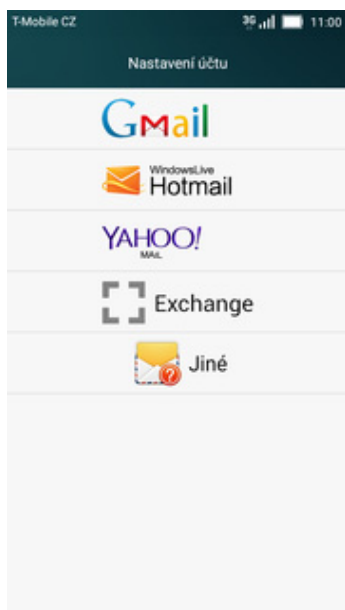 T-Mobile CZ 3G 11:00
Nastavení účtu
Gmail
WindowsLive
Hotmail
YAHOO!
MAIL
Exchange
Jiné
?